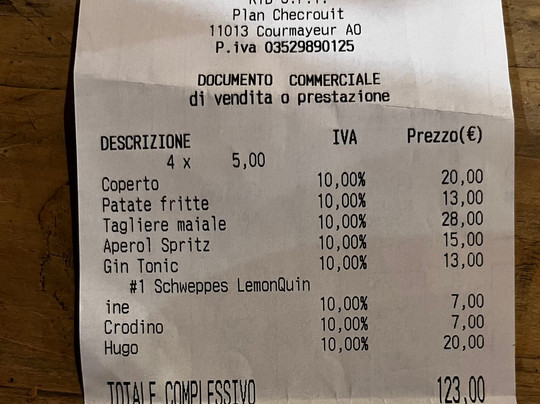 Plan Checrouit
11013 Courmayeur AO
P.iva 03529890125
DOCUMENTO COMMERCIALE
di vendita o prestazione
DESCRIZIONE IVA Prezzo(€)
4 x 5,00
Coperto 10,00% 20,00
Patate fritte 10,00% 13,00
Tagliere maiale 10,00% 28,00
Aperol Spritz 10,00% 15,00
Gin Tonic 10,00% 13,00
#1 Schweppes LemonQuin
ine 10,00% 7,00
Crodino 10,00% 7,00
Hugo 10,00% 20,00
TOTALE COMPLESSIVO 123,00